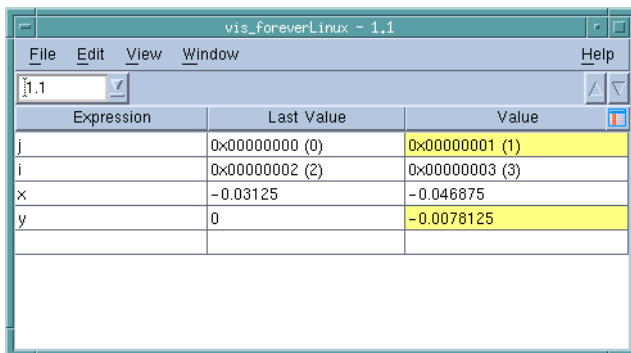 vis_foreverLinux - 1.1
File Edit View Window Help
1.1
Expression Last Value Value
j 0x00000000 (0) 0x00000001 (1)
i 0x00000002 (2) 0x00000003 (3)
x -0.03125 -0.046875
y 0 -0.0078125